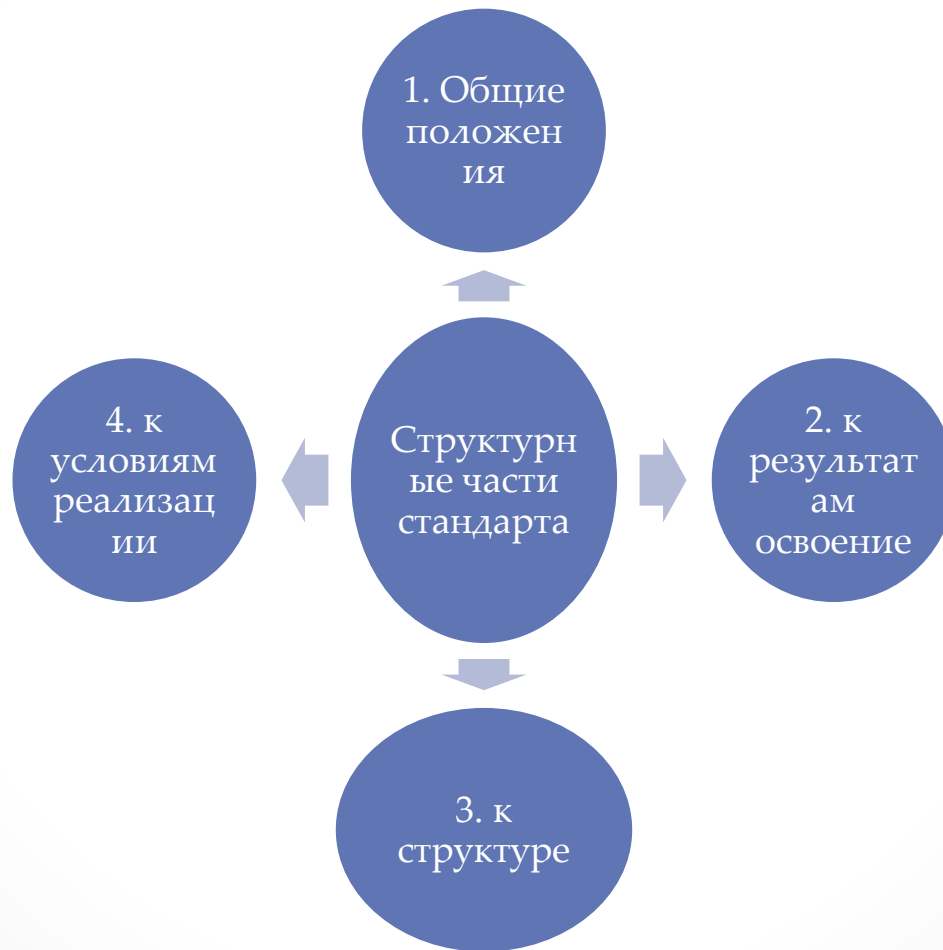 1. Общие
положен
ия
4. к
условиям
реализац
ии
Структурн
ые части
стандарта
2. к
результат
ам
освоение
3. к
структуре